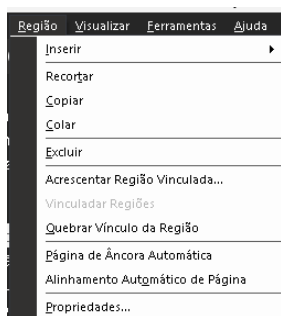 Região Visualizar Ferramentas Ajuda
Inserir
Recortar
Copiar
Colar
Excluir
Acrescentar Região Vinculada...
Vinculadar Regiões
Quebrar Vínculo da Região
Página de Âncora Automática
Alinhamento Automático de Página
Propriedades...